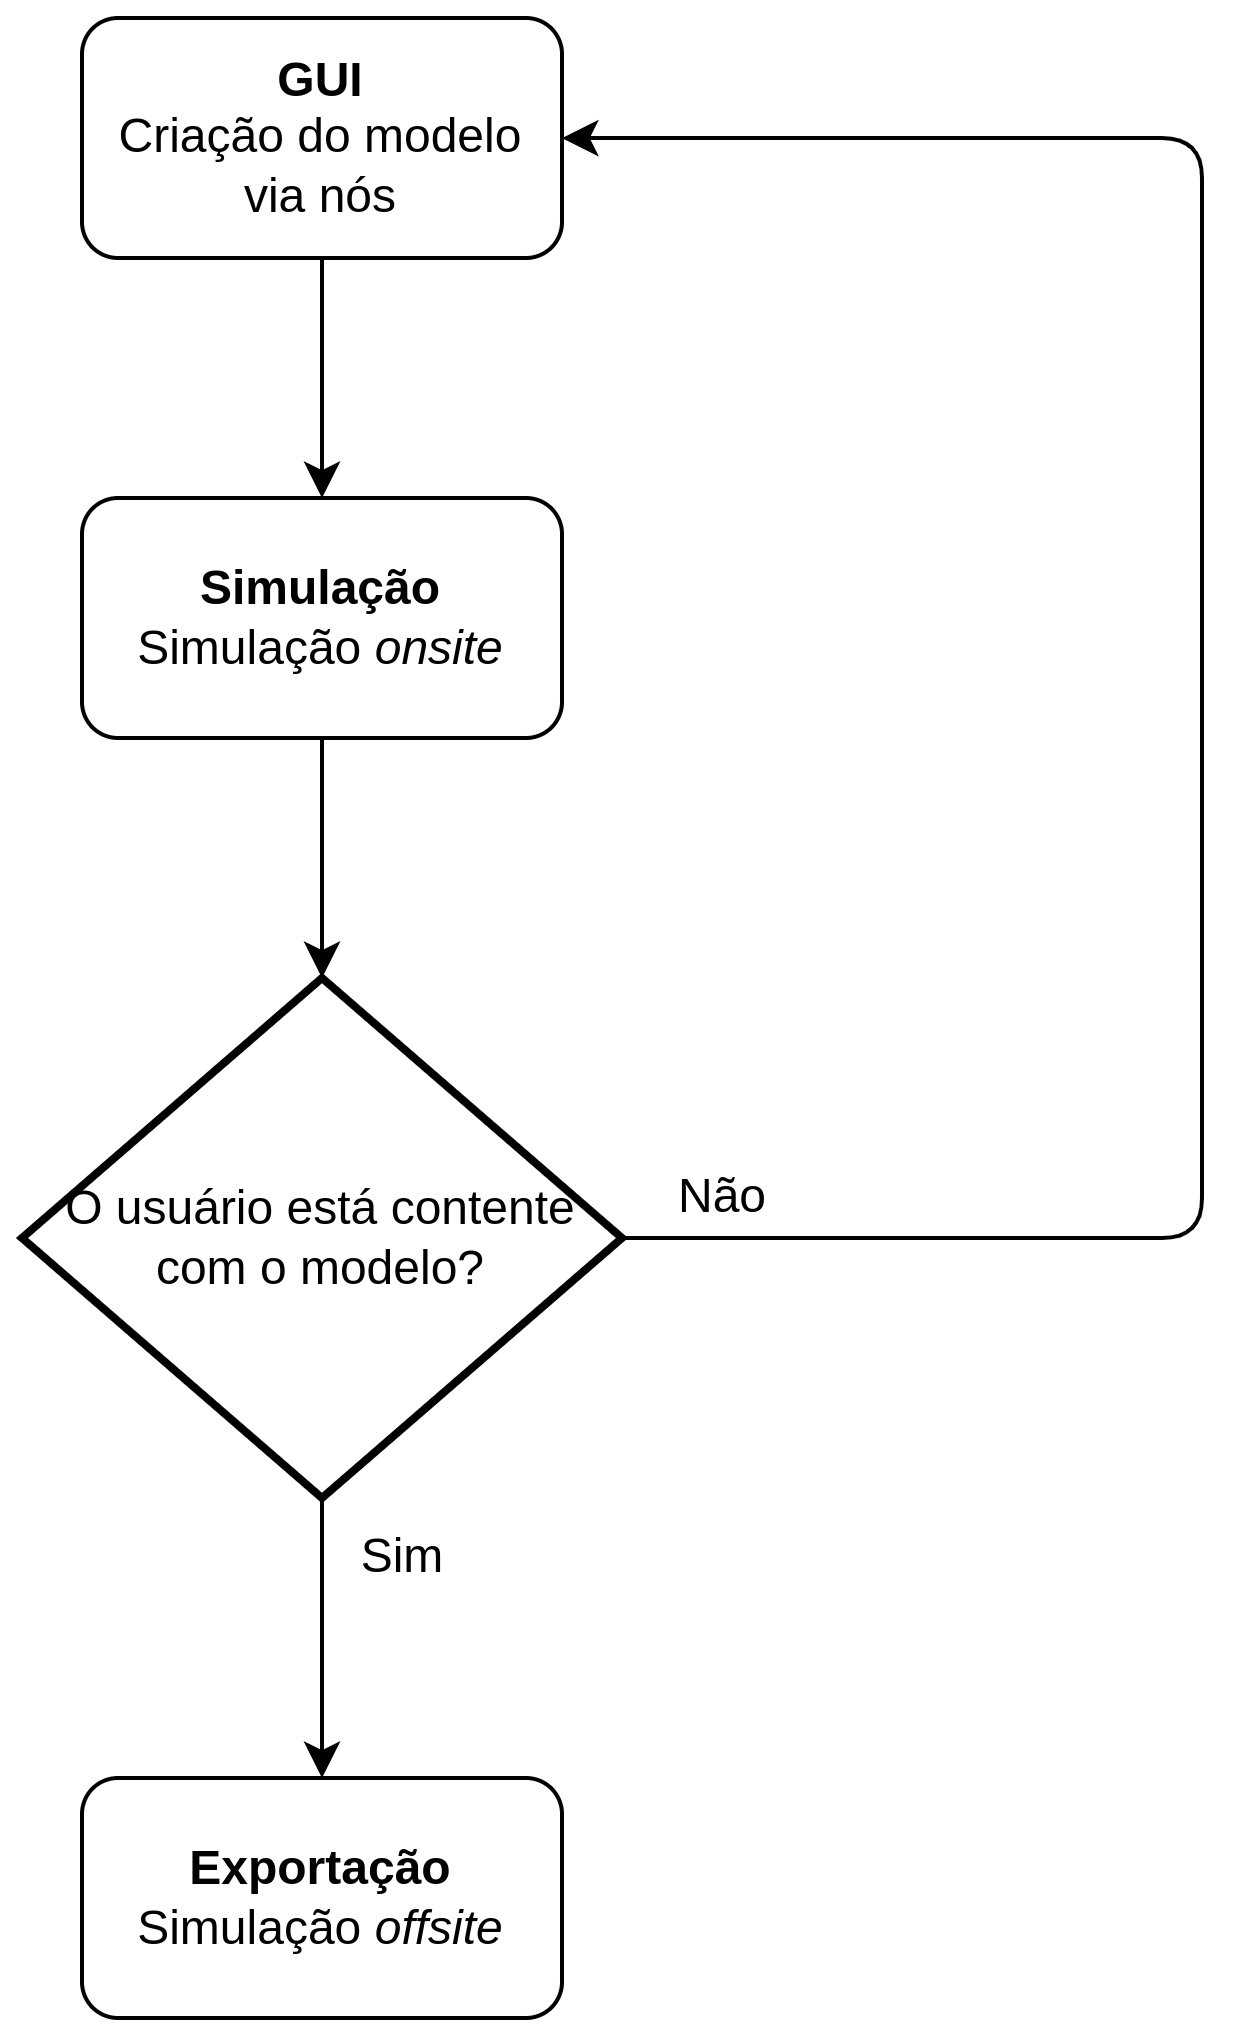 GUI
Criação do modelo
via nós
Simulação
Simulação onsite
O usuário está contente
com o modelo?
Não
Sim
Exportação
Simulação offsite